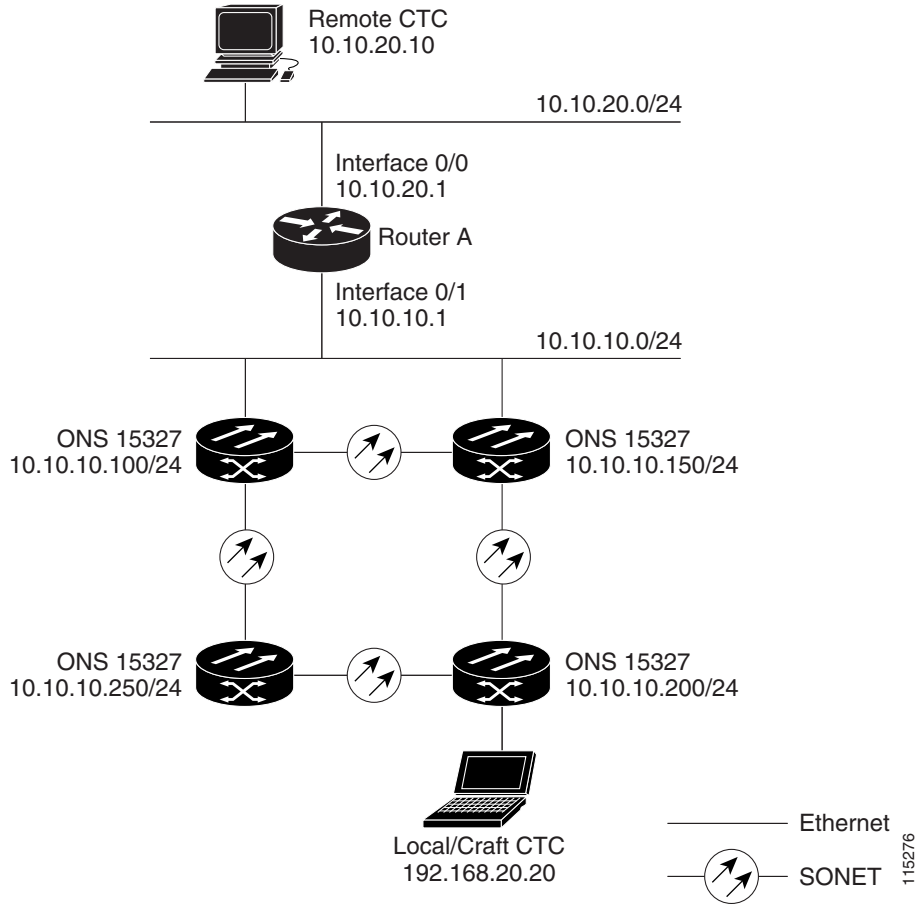 Remote CTC
10.10.20.10
10.10.20.0/24
Interface 0/0
10.10.20.1
Router A
Interface 0/1
10.10.10.1
10.10.10.0/24
ONS 15327
10.10.10.100/24
ONS 15327
10.10.10.150/24
ONS 15327
10.10.10.250/24
ONS 15327
10.10.10.200/24
Local/Craft CTC
192.168.20.20
Ethernet
SONET
115276